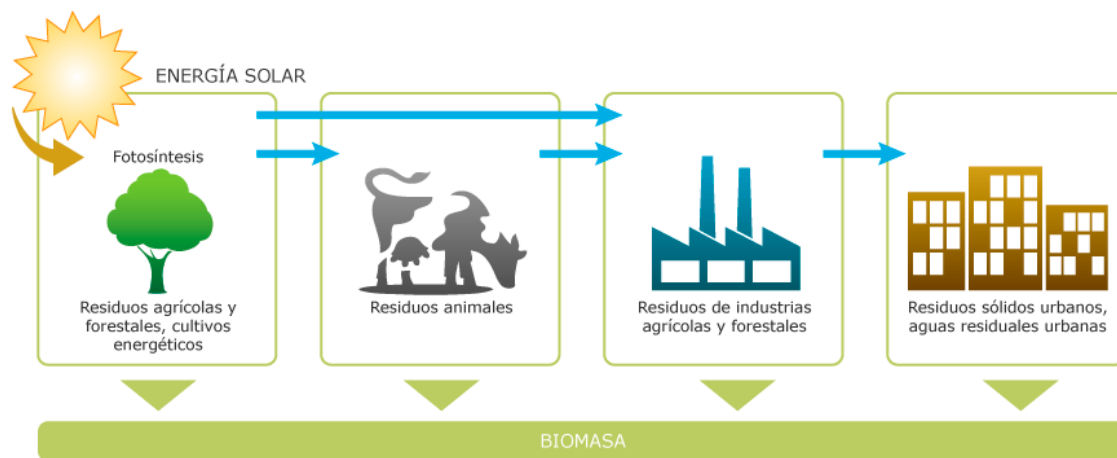 ENERGÍA SOLAR
Fotosíntesis
Residuos agrícolas y
forestales, cultivos
energéticos
Residuos animales
Residuos de industrias
agrícolas y forestales
Residuos sólidos urbanos,
aguas residuales urbanas
BIOMASA